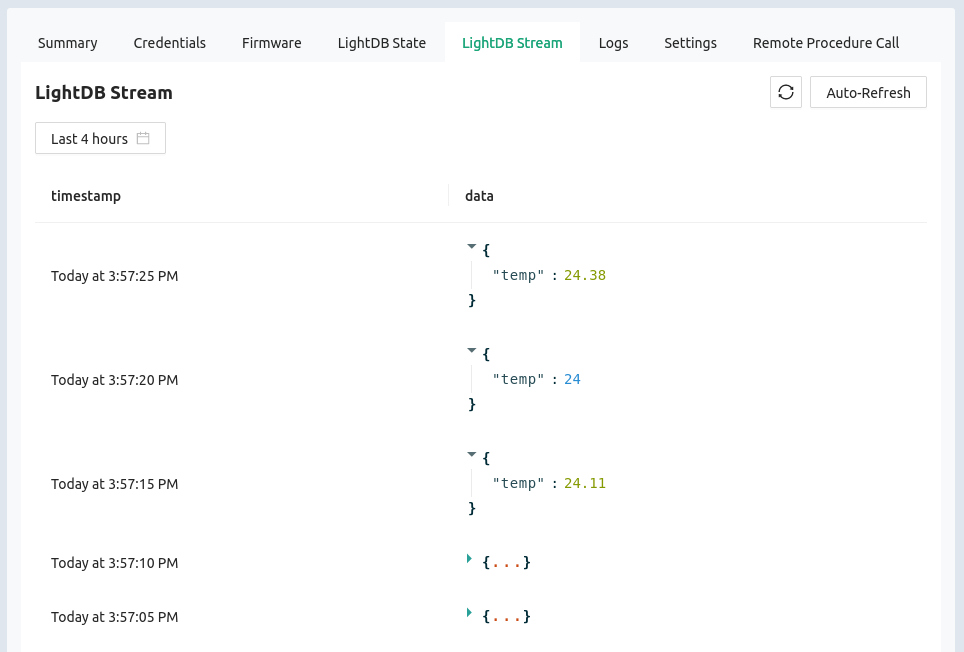 Summary Credentials Firmware LightDB State LightDB Stream Logs Settings Remote Procedure Call
LightDB Stream Auto-Refresh
Last 4 hours
timestamp data
{
Today at 3:57:25 PM "temp" : 24.38
}
{
Today at 3:57:20 PM "temp" : 24
}
{
Today at 3:57:15 PM "temp" : 24.11
}
Today at 3:57:10 PM {...}
Today at 3:57:05 PM {...}